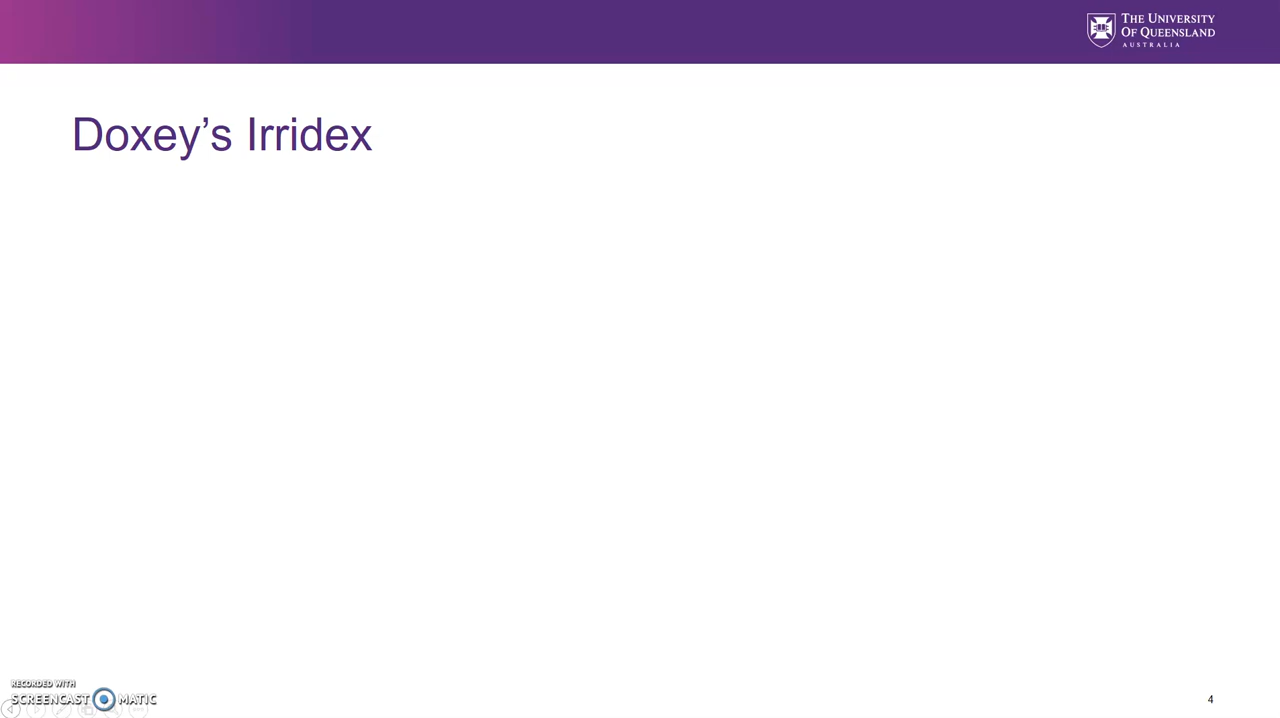 THE UNIVERSITY
OF QUEENSLAND
AUSTRALIA
Doxey’s Irridex
RECORDED WITH
SCREENCAST MATIC
4